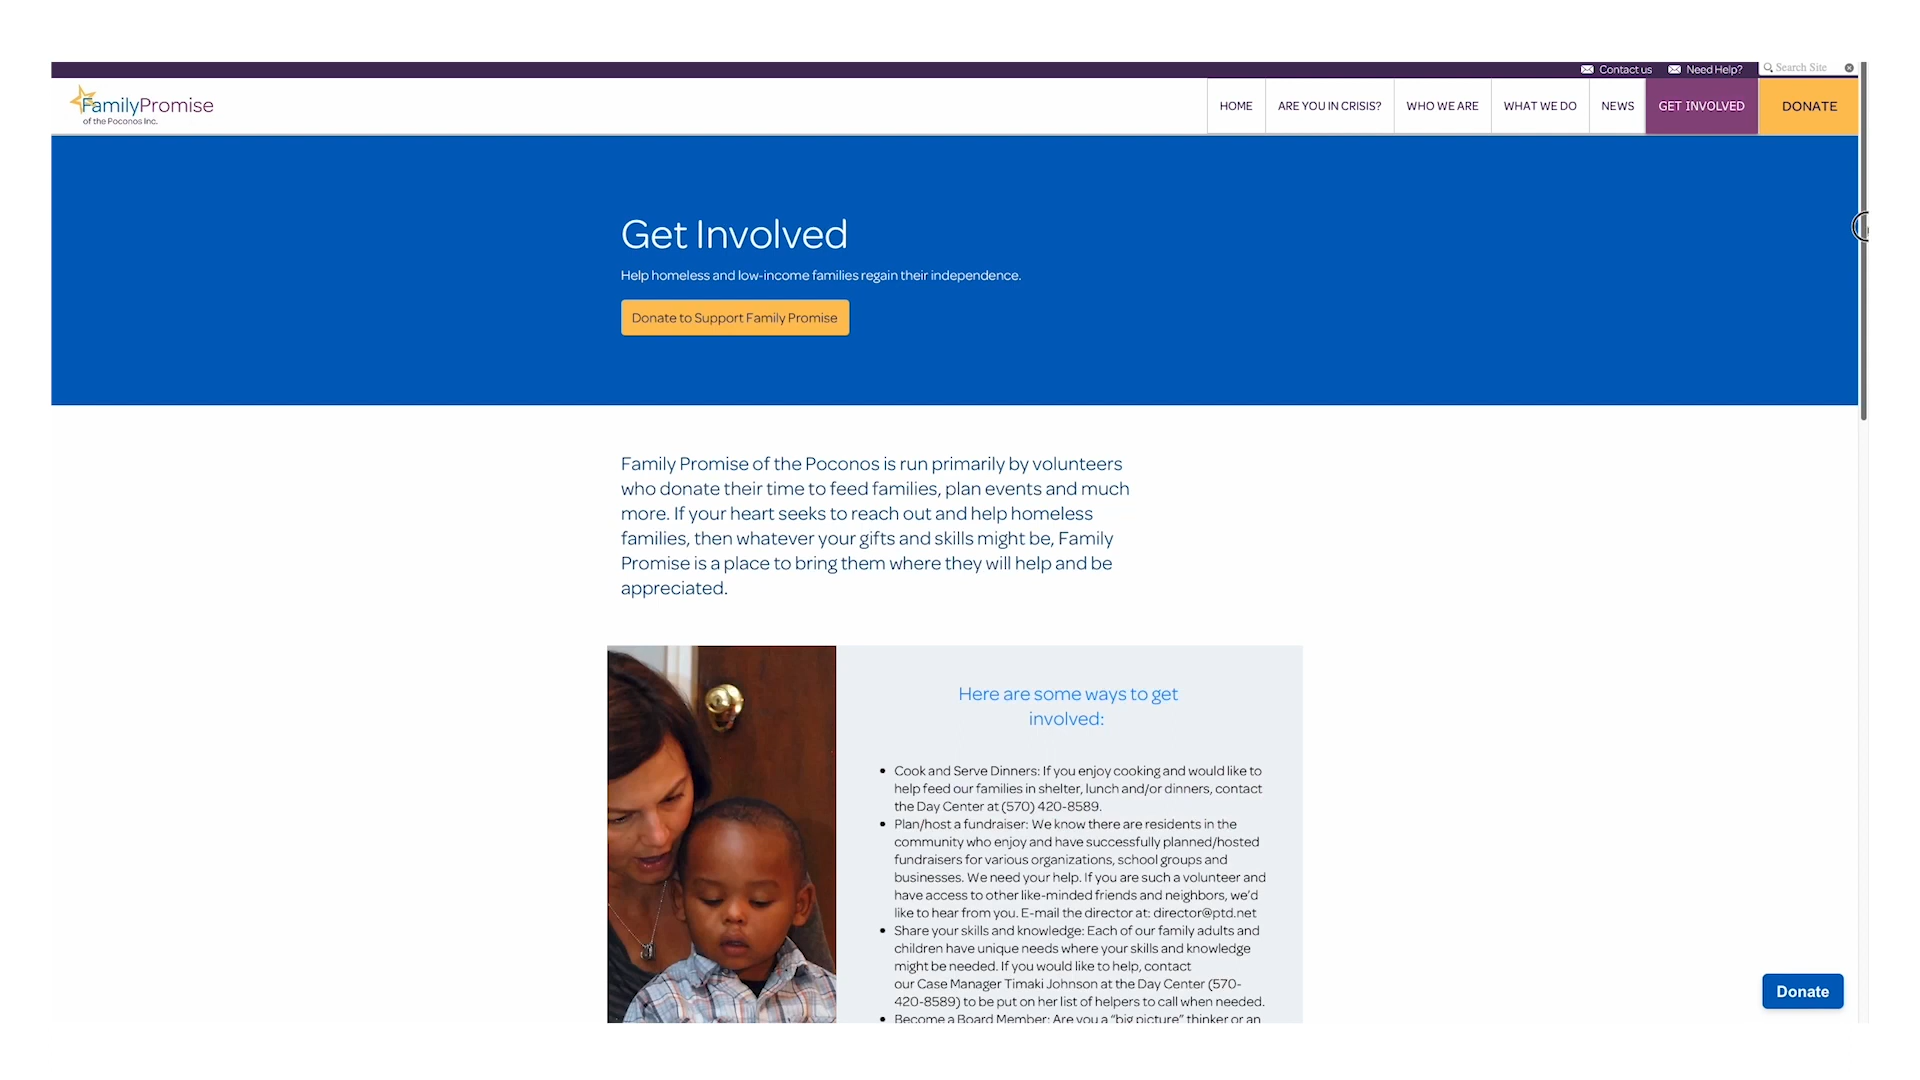 Contact us
Need Help?
Search Site
FamilyPromise
of the Poconos Inc.
HOME
ARE YOU IN CRISIS?
WHO WE ARE
WHAT WE DO
NEWS
GET INVOLVED
DONATE
Get Involved
Help homeless and low-income families regain their independence.
Donate to Support Family Promise
Family Promise of the Poconos is run primarily by volunteers
who donate their time to feed families, plan events and much
more. If your heart seeks to reach out and help homeless
families, then whatever your gifts and skills might be, Family
Promise is a place to bring them where they will help and be
appreciated.
Here are some ways to get
involved:
Cook and Serve Dinners: If you enjoy cooking and would like to
help feed our families in shelter, lunch and/or dinners, contact
the Day Center at (570) 420-8589.
Plan/host a fundraiser: We know there are residents in the
community who enjoy and have successfully planned/hosted
fundraisers for various organizations, school groups and
businesses. We need your help. If you are such a volunteer and
have access to other like-minded friends and neighbors, we'd
like to hear from you. E-mail the director at: director@ptd.net
Share your skills and knowledge: Each of our family adults and
children have unique needs where your skills and knowledge
might be needed. If you would like to help, contact
our Case Manager Timaki Johnson at the Day Center (570-
420-8589) to be put on her list of helpers to call when needed.
Become a Board Member: Are you a "big picture" thinker or an
Donate